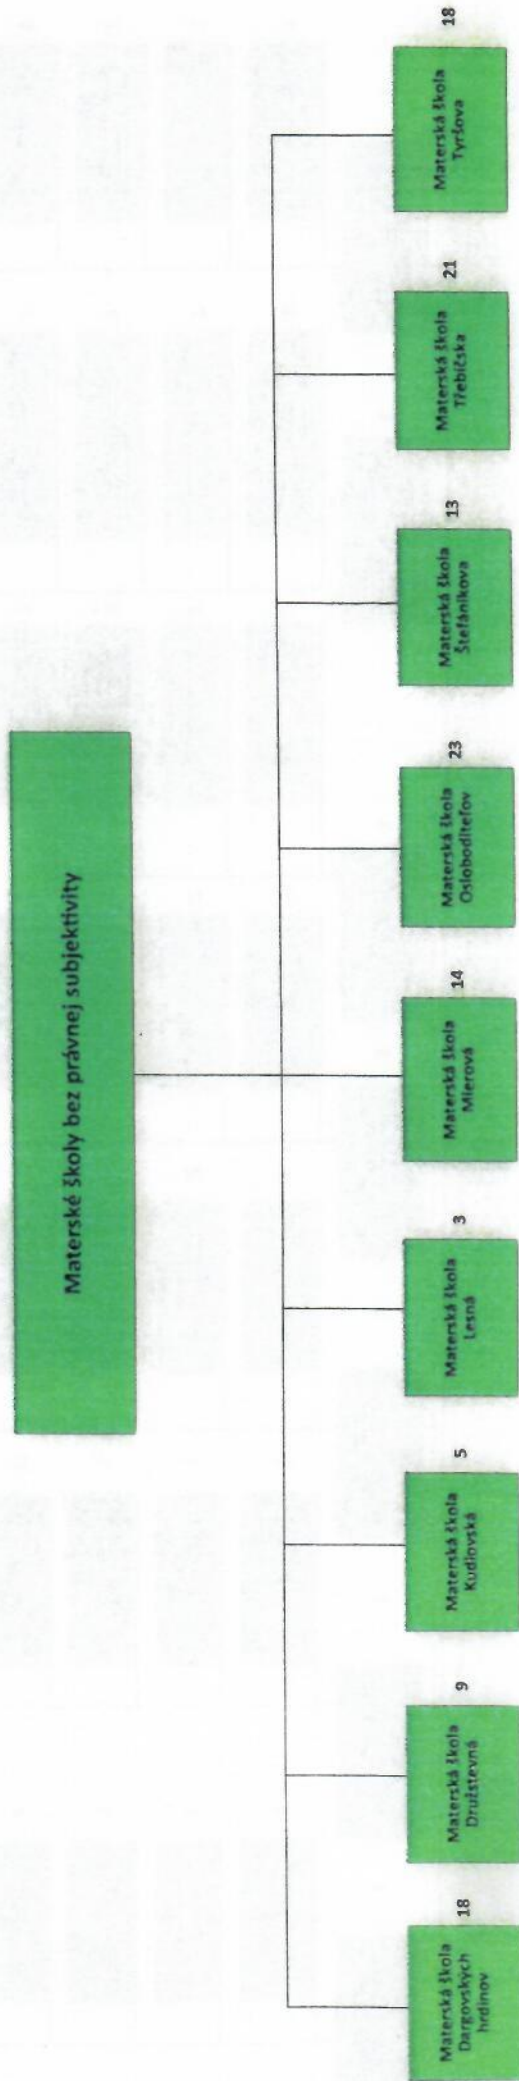 Materské školy bez právnej subjektivity
Materská škola
Dargovských
hrdinov
18
Materská škola
Družstevná
9
Materská škola
Kudlovská
5
Materská škola
Lesná
3
Materská škola
Mierová
14
Materská škola
Osloboditeľov
23
Materská škola
Štefánikova
13
Materská škola
Třebíčska
21
Materská škola
Tyršova
18